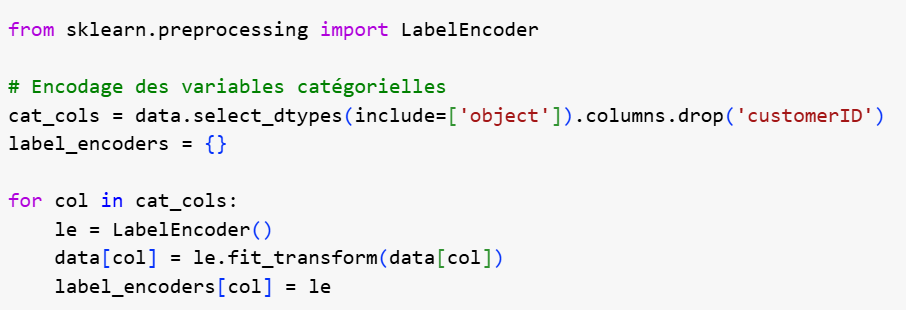 from sklearn.preprocessing import LabelEncoder
# Encodage des variables catégorielles
cat_cols = data.select_dtypes(include=['object']).columns.drop('customerID')
label_encoders = {}
for col in cat_cols:
    le = LabelEncoder()
    data[col] = le.fit_transform(data[col])
    label_encoders[col] = le